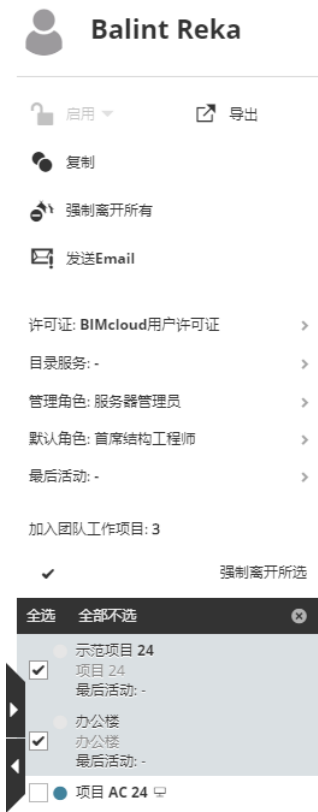 Balint Reka
启用
导出
复制
强制离开所有
发送Email
许可证: BIMcloud用户许可证
目录服务: -
管理角色: 服务器管理员
默认角色: 首席结构工程师
最后活动: -
加入团队工作项目: 3
强制离开所选
全选 全部不选
示范项目 24
项目 24
最后活动: -
办公楼
办公楼
最后活动: -
项目 AC 24